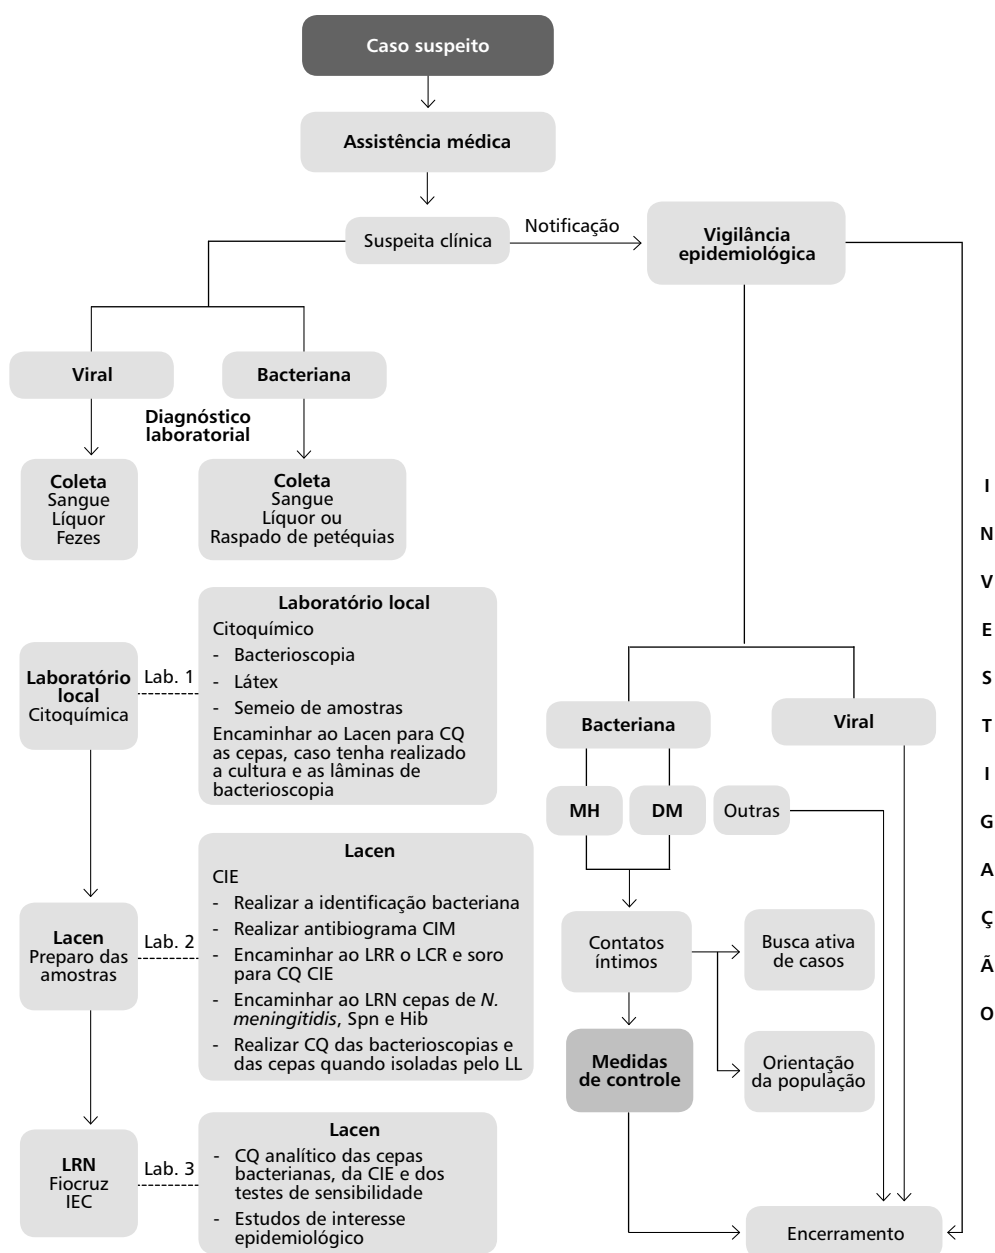 Caso suspeito
Assistência médica
Suspeita clínica
Notificação
Vigilância
epidemiológica
Viral
Bacteriana
Diagnóstico
laboratorial
Coleta
Sangue
Líquor
Fezes
Coleta
Sangue
Líquor ou
Raspado de petéquias
Laboratório
local
Citoquímica
Lab. 1
Laboratório local
Citoquímico
- Bacterioscopia
- Látex
- Semeio de amostras
Encaminhar ao Lacen para CQ
as cepas, caso tenha realizado
a cultura e as lâminas de
bacterioscopia
Lacen
Preparo das
amostras
Lab. 2
Lacen
CIE
- Realizar a identificação bacteriana
- Realizar antibiograma CIM
- Encaminhar ao LRR o LCR e soro
para CQ CIE
- Encaminhar ao LRN cepas de N.
meningitidis, Spn e Hib
- Realizar CQ das bacterioscopias e
das cepas quando isoladas pelo LL
LRN
Fiocruz
IEC
Lab. 3
Lacen
- CQ analítico das cepas
bacterianas, da CIE e dos
testes de sensibilidade
- Estudos de interesse
epidemiológico
Bacteriana
Viral
MH
DM
Outras
Contatos
íntimos
Busca ativa
de casos
Medidas
de controle
Orientação
da população
Encerramento
I
N
V
E
S
T
I
G
A
Ç
Ã
O